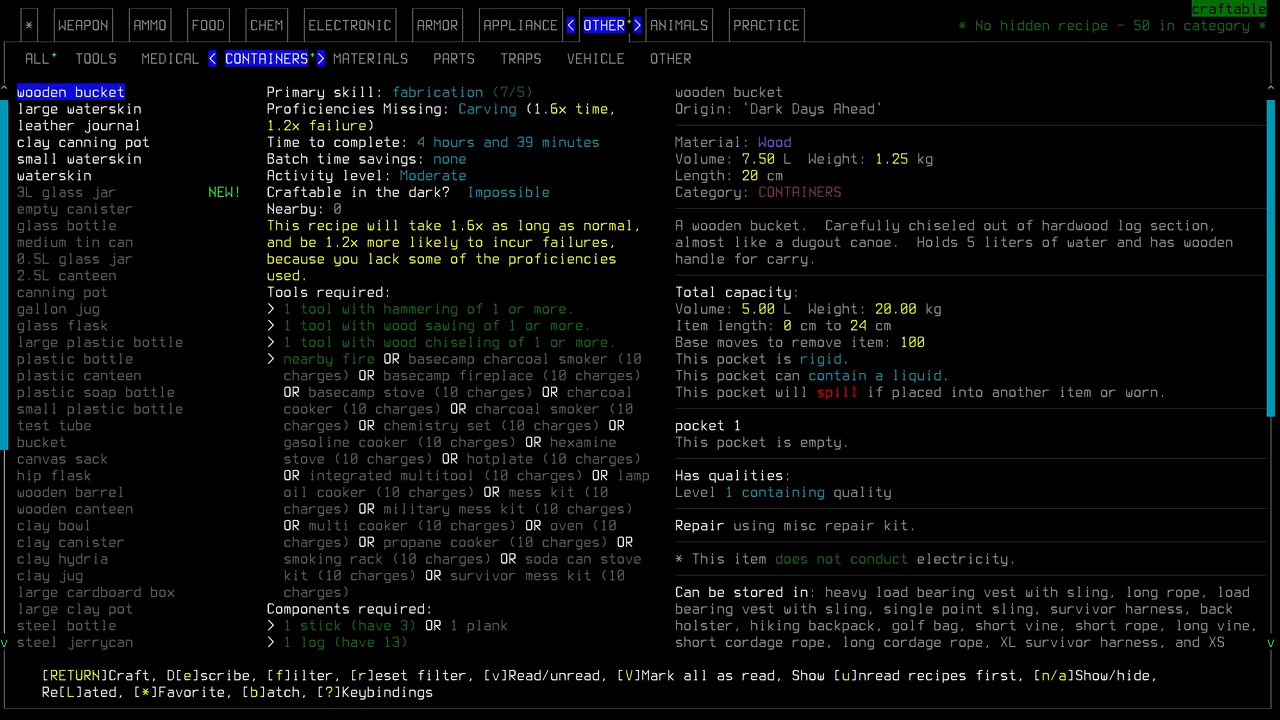 craftable
* WEAPON AMMO FOOD CHEM ELECTRONIC ARMOR APPLIANCE < OTHER+> ANIMALS PRACTICE * No hidden recipe - 50 in category *
ALL+ TOOLS MEDICAL < CONTAINERS+> MATERIALS PARTS TRAPS VEHICLE OTHER
wooden bucket
large waterskin
leather journal
clay canning pot
small waterskin
waterskin
3L glass jar NEW!
empty canister
glass bottle
medium tin can
0.5L glass jar
2.5L canteen
canning pot
gallon jug
glass flask
large plastic bottle
plastic bottle
plastic canteen
plastic soap bottle
small plastic bottle
test tube
bucket
canvas sack
hip flask
wooden barrel
wooden canteen
clay bowl
clay canister
clay hydria
clay jug
large cardboard box
large clay pot
steel bottle
steel jerrycan
Primary skill: fabrication (7/5)
Proficiencies Missing: Carving (1.6x time,
1.2x failure)
Time to complete: 4 hours and 39 minutes
Batch time savings: none
Activity level: Moderate
Craftable in the dark?  Impossible
Nearby: 0
This recipe will take 1.6x as long as normal,
and be 1.2x more likely to incur failures,
because you lack some of the proficiencies
used.
Tools required:
> 1 tool with hammering of 1 or more.
> 1 tool with wood sawing of 1 or more.
> 1 tool with wood chiseling of 1 or more.
> nearby fire OR basecamp charcoal smoker (10
charges) OR basecamp fireplace (10 charges)
OR basecamp stove (10 charges) OR charcoal
cooker (10 charges) OR charcoal smoker (10
charges) OR chemistry set (10 charges) OR
gasoline cooker (10 charges) OR hexamine
stove (10 charges) OR hotplate (10 charges)
OR integrated multitool (10 charges) OR lamp
oil cooker (10 charges) OR mess kit (10
charges) OR military mess kit (10 charges)
OR multi cooker (10 charges) OR oven (10
charges) OR propane cooker (10 charges) OR
smoking rack (10 charges) OR soda can stove
kit (10 charges) OR survivor mess kit (10
charges)
Components required:
> 1 stick (have 3) OR 1 plank
> 1 log (have 13)
wooden bucket
Origin: 'Dark Days Ahead'
Material: Wood
Volume: 7.50 L  Weight: 1.25 kg
Length: 20 cm
Category: CONTAINERS
A wooden bucket.  Carefully chiseled out of hardwood log section,
almost like a dugout canoe.  Holds 5 liters of water and has wooden
handle for carry.
Total capacity:
Volume: 5.00 L  Weight: 20.00 kg
Item length: 0 cm to 24 cm
Base moves to remove item: 100
This pocket is rigid.
This pocket can contain a liquid.
This pocket will spill if placed into another item or worn.
pocket 1
This pocket is empty.
Has qualities:
Level 1 containing quality
Repair using misc repair kit.
* This item does not conduct electricity.
Can be stored in: heavy load bearing vest with sling, long rope, load
bearing vest with sling, single point sling, survivor harness, back
holster, hiking backpack, golf bag, short vine, short rope, long vine,
short cordage rope, long cordage rope, XL survivor harness, and XS
[RETURN]Craft, D[e]scribe, [f]ilter, [r]eset filter, [v]Read/unread, [V]Mark all as read, Show [u]nread recipes first, [n/a]Show/hide,
Re[L]ated, [*]Favorite, [b]atch, [?]Keybindings